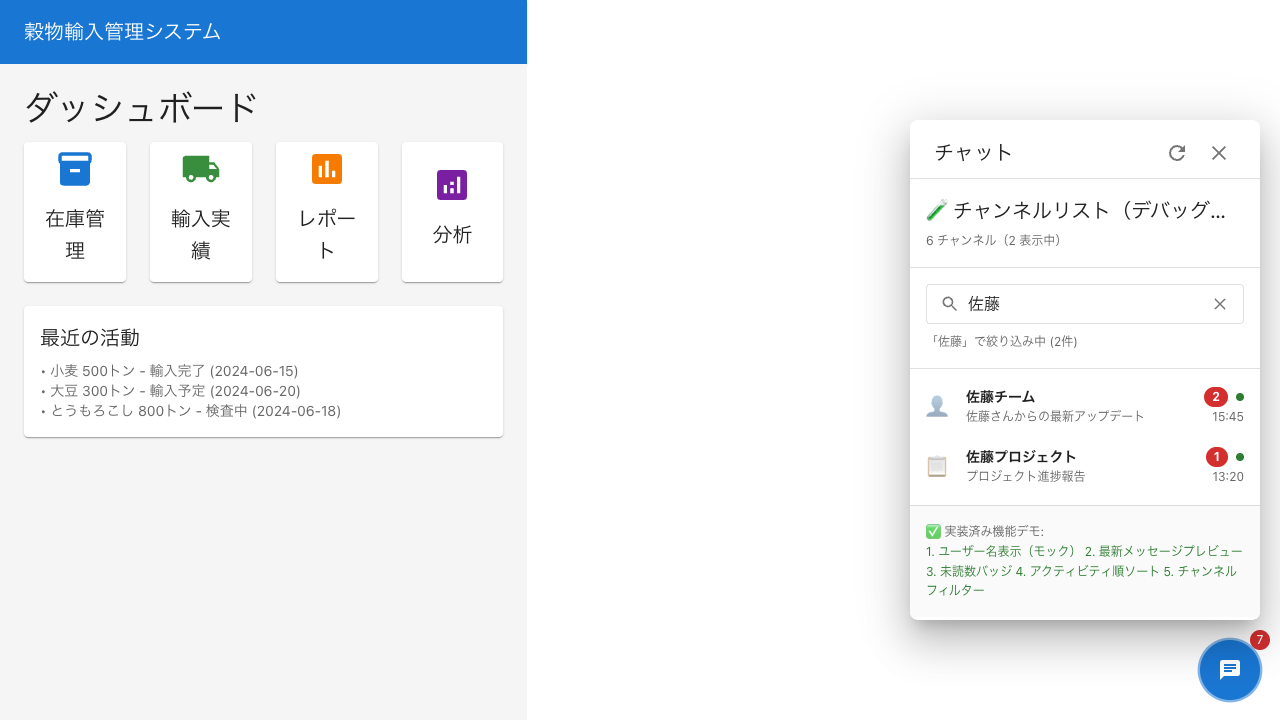 穀物輸入管理システム
ダッシュボード
在庫管
理
輸入実
績
レポー
ト
分析
最近の活動
• 小麦 500トン - 輸入完了 (2024-06-15)
• 大豆 300トン - 輸入予定 (2024-06-20)
• とうもろこし 800トン - 検査中 (2024-06-18)
チャット
🧪 チャンネルリスト（デバッグ...
6 チャンネル（2 表示中）
佐藤
「佐藤」で絞り込み中 (2件)
佐藤チーム 2
佐藤さんからの最新アップデート 15:45
佐藤プロジェクト 1
プロジェクト進捗報告 13:20
✅ 実装済み機能デモ:
1. ユーザー名表示（モック） 2. 最新メッセージプレビュー
3. 未読数バッジ 4. アクティビティ順ソート 5. チャンネル
フィルター
7